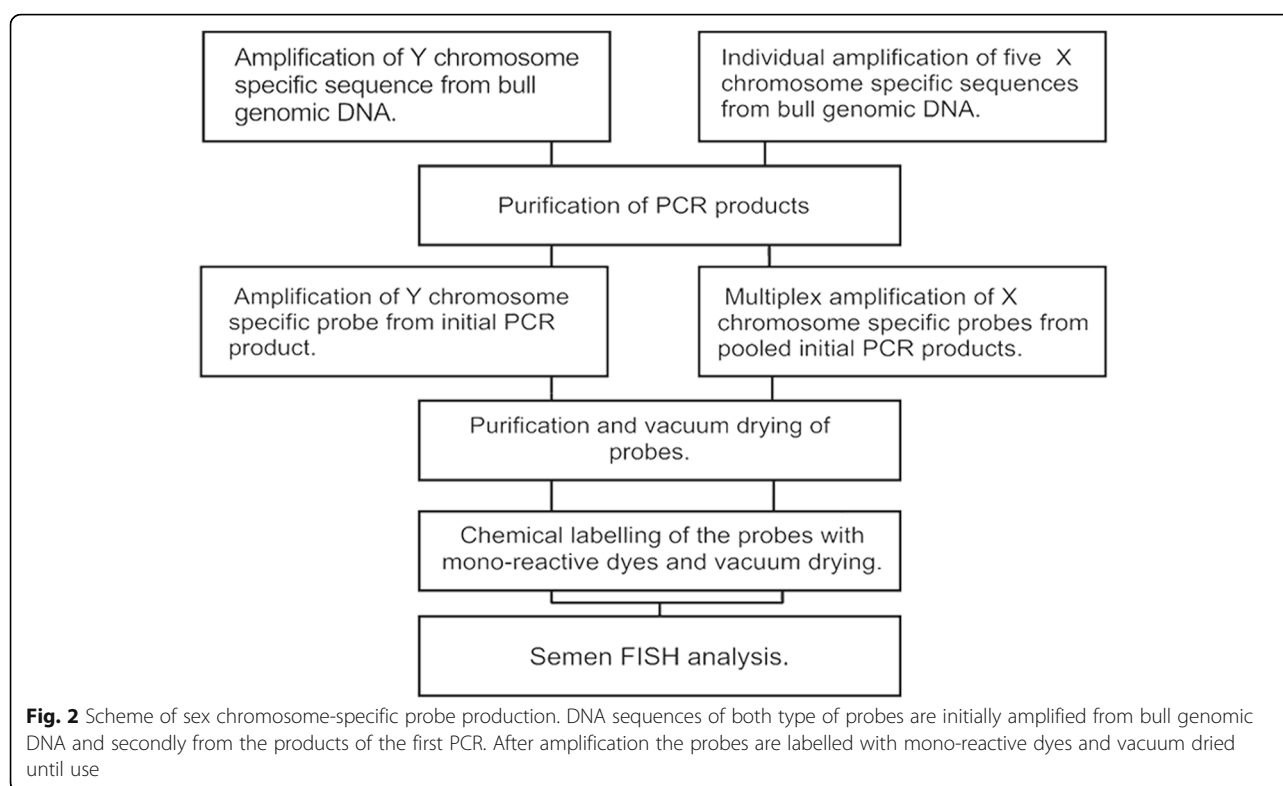 Amplification of Y chromosome
specific sequence from bull
genomic DNA.
Individual amplification of five X
chromosome specific sequences
from bull genomic DNA.
Purification of PCR products
Amplification of Y chromosome
specific probe from initial PCR
product.
Multiplex amplification of X
chromosome specific probes from
pooled initial PCR products.
Purification and vacuum drying of
probes.
Chemical labelling of the probes with
mono-reactive dyes and vacuum drying.
Semen FISH analysis.
Fig. 2 Scheme of sex chromosome-specific probe production. DNA sequences of both type of probes are initially amplified from bull genomic
DNA and secondly from the products of the first PCR. After amplification the probes are labelled with mono-reactive dyes and vacuum dried
until use